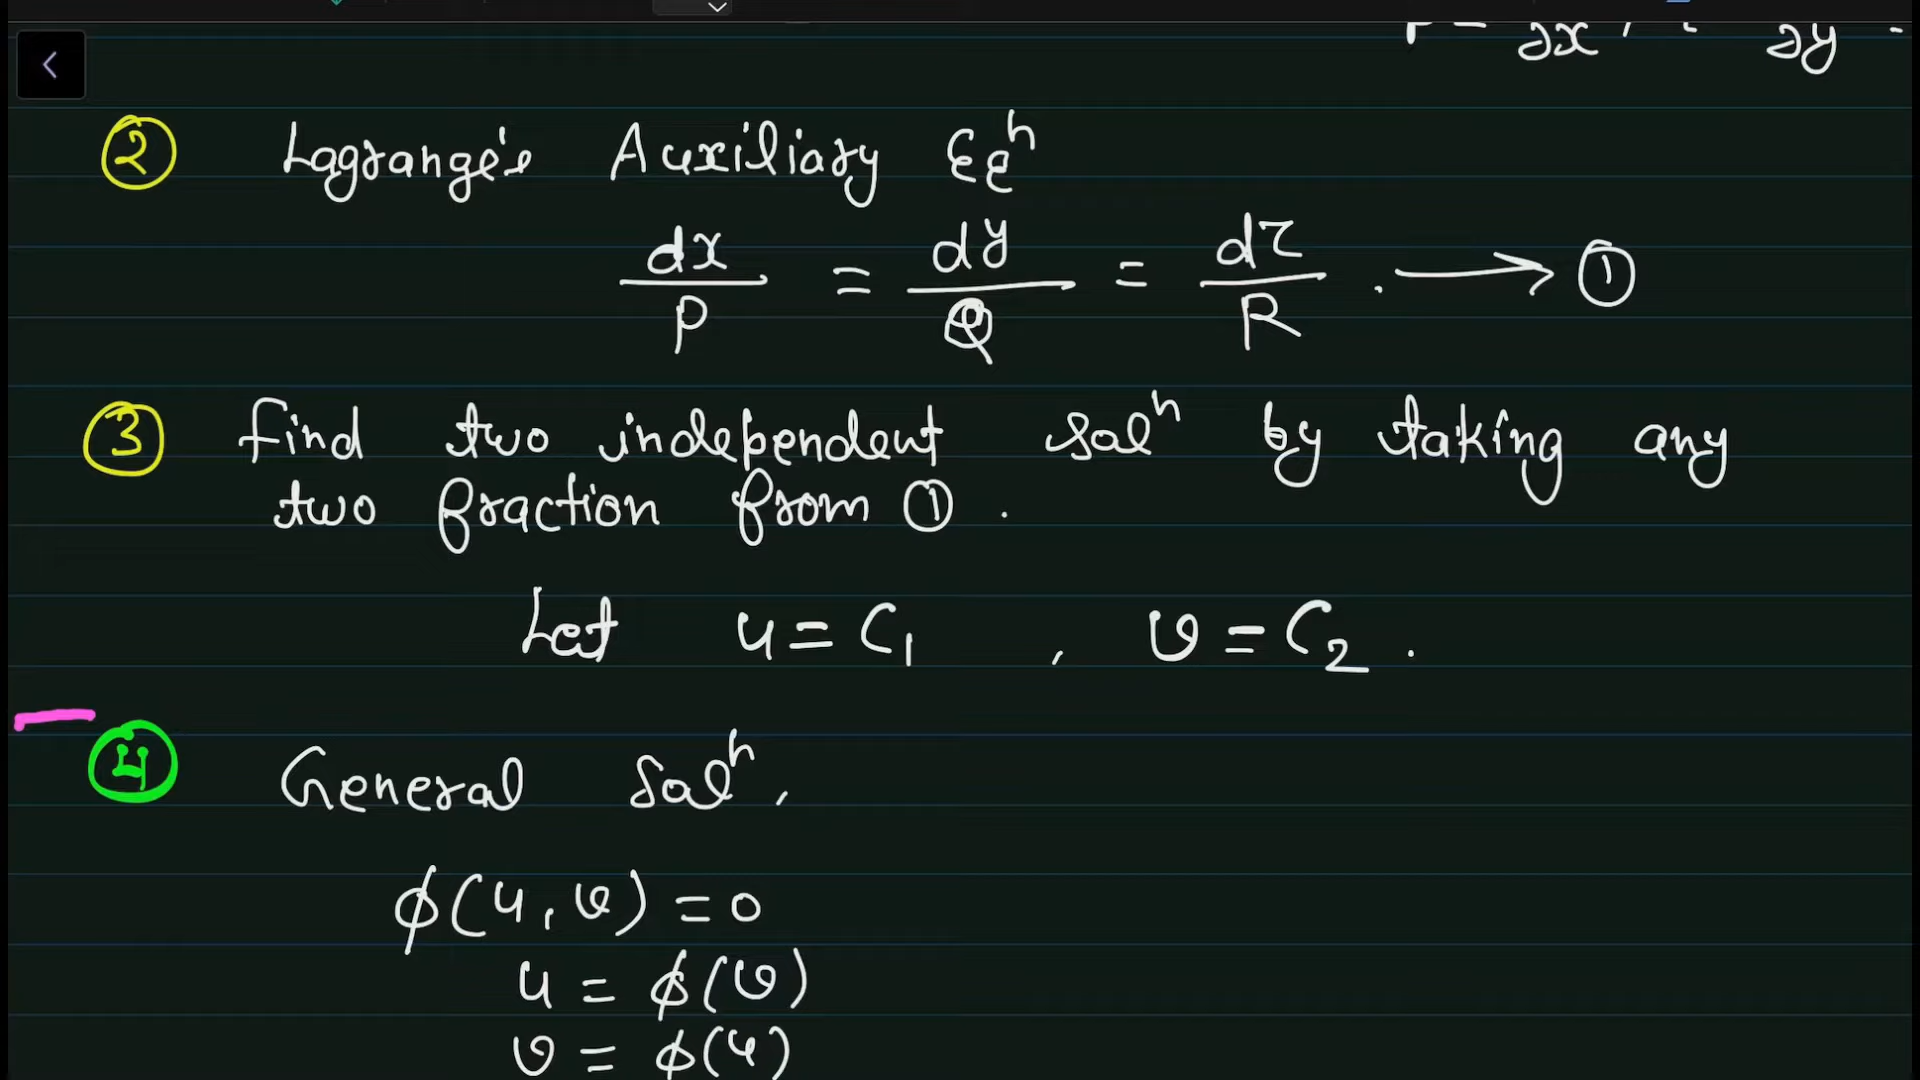 ∂x , ∂y
② Lagrange's Auxiliary Eqⁿ
dx/P = dy/Q = dz/R . → ①
③ find two independent solⁿ by taking any
two fraction from ① .
Let u = C₁ , v = C₂ .
④ General Solⁿ,
ϕ(u, v) = 0
u = ϕ(v)
v = ϕ(u)